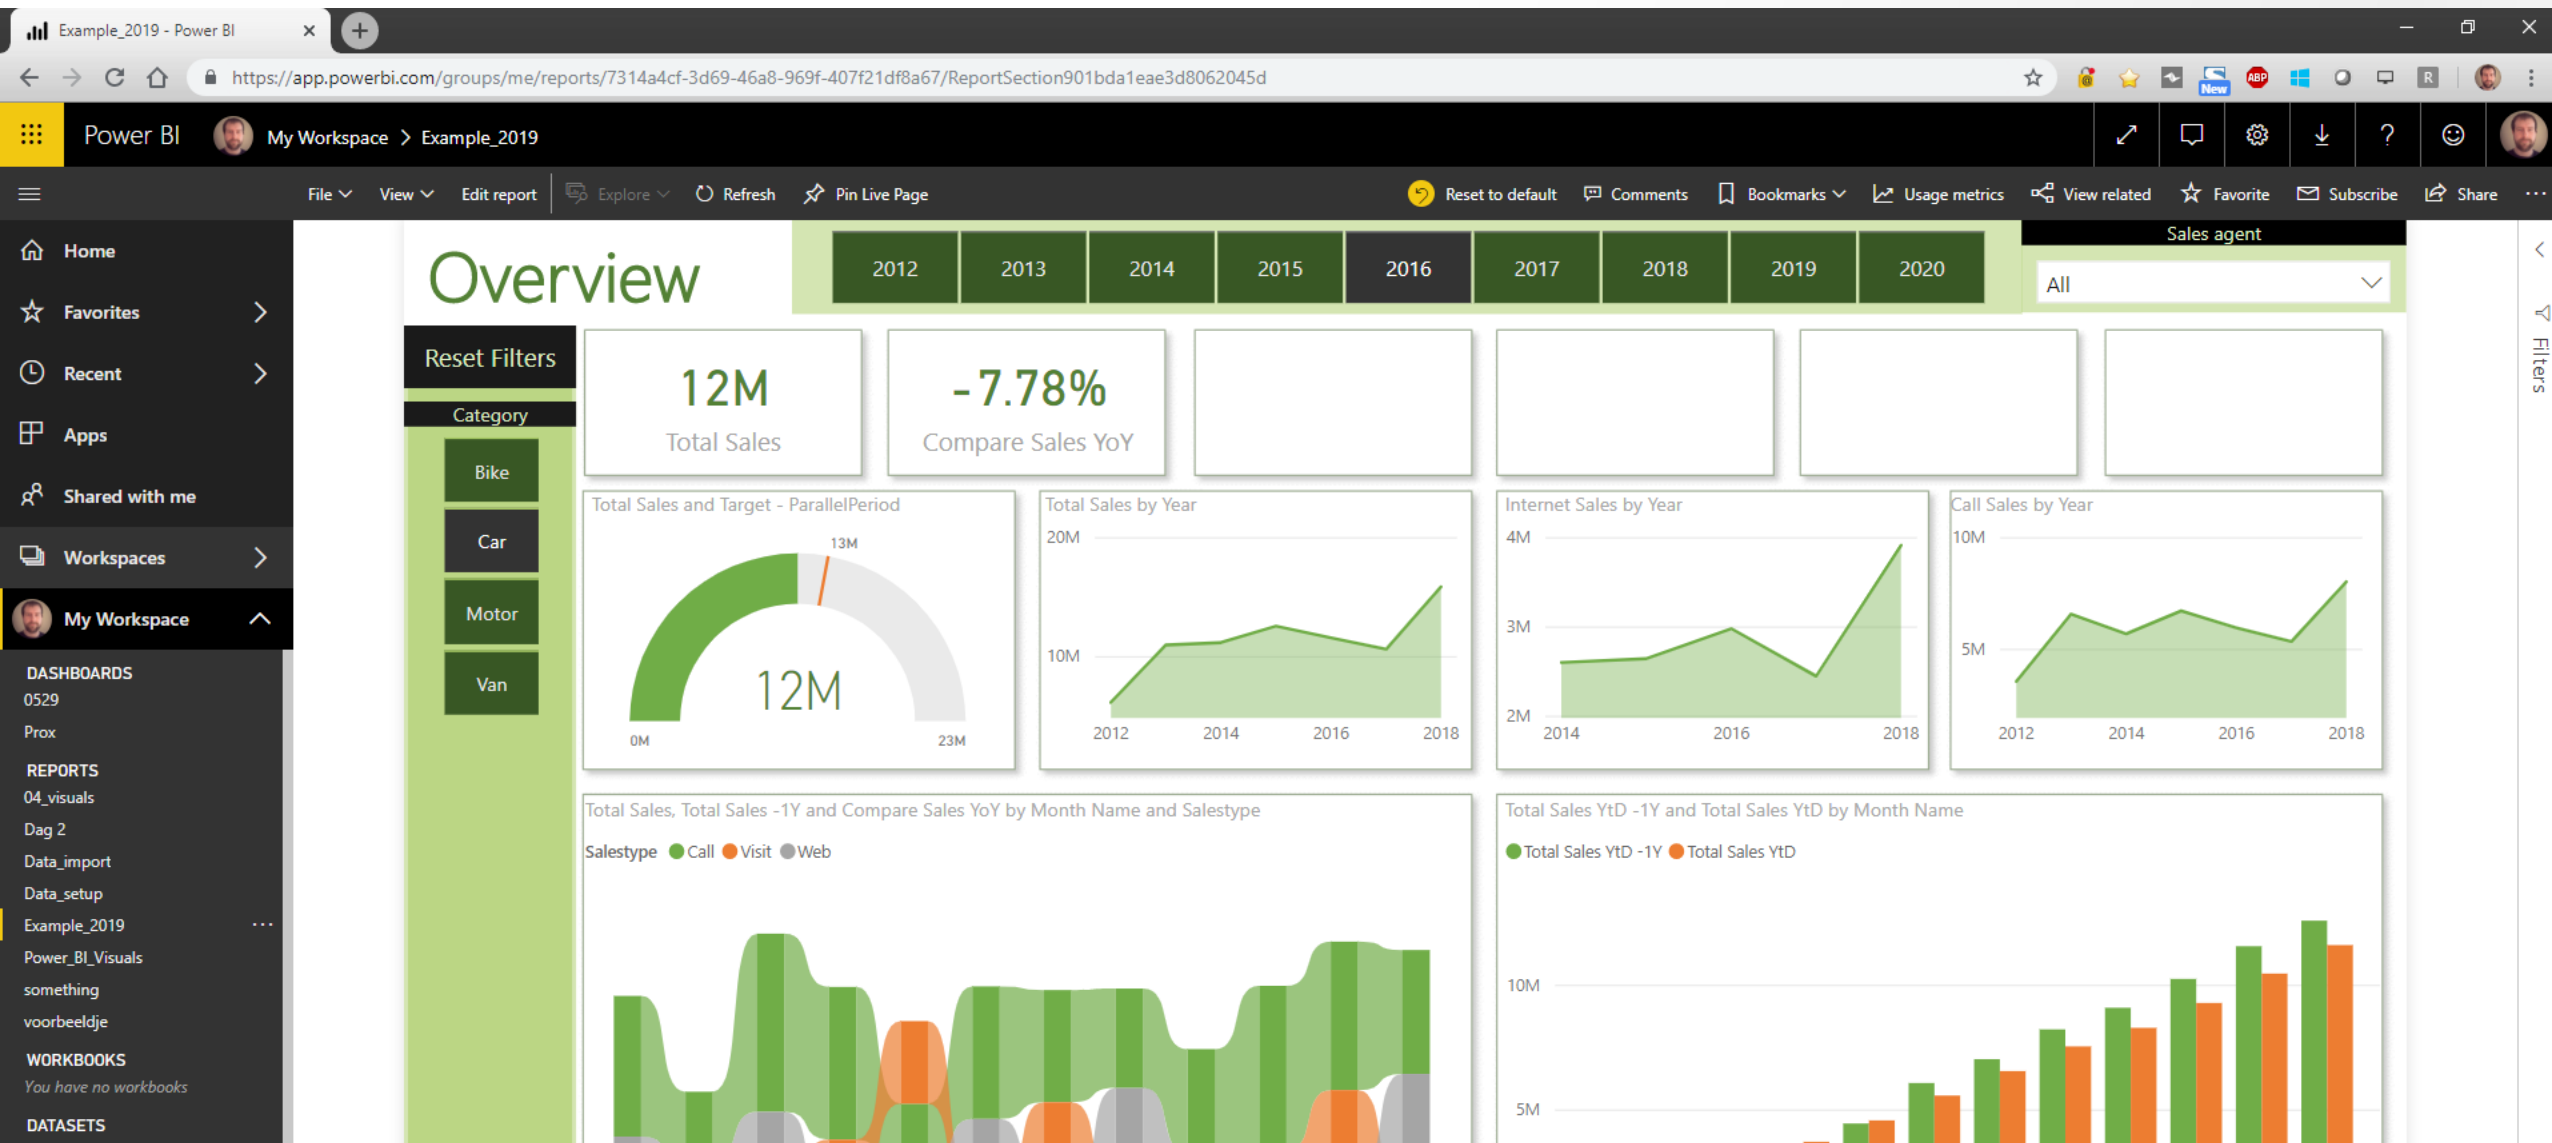 Example_2019 - Power BI
https://app.powerbi.com/groups/me/reports/7314a4cf-3d69-46a8-969f-407f21df8a67/ReportSection901bda1eae3d8062045d
New
ABP
R
Power BI
My Workspace > Example_2019
?
File View Edit report Explore Refresh Pin Live Page
Reset to default Comments Bookmarks Usage metrics View related Favorite Subscribe Share
Home
Favorites
Recent
Apps
Shared with me
Workspaces
My Workspace
DASHBOARDS
0529
Prox
REPORTS
04_visuals
Dag 2
Data_import
Data_setup
Example_2019
Power_BI_Visuals
something
voorbeeldje
WORKBOOKS
You have no workbooks
DATASETS
Overview
2012 2013 2014 2015 2016 2017 2018 2019 2020
Sales agent
All
Filters
Reset Filters
Category
Bike
Car
Motor
Van
12M
Total Sales
-7.78%
Compare Sales YoY
Total Sales and Target - ParallelPeriod
13M
12M
0M
23M
Total Sales by Year
20M
10M
2012 2014 2016 2018
Internet Sales by Year
4M
3M
2M
2014 2016 2018
Call Sales by Year
10M
5M
2012 2014 2016 2018
Total Sales, Total Sales -1Y and Compare Sales YoY by Month Name and Salestype
Salestype Call Visit Web
Total Sales YtD -1Y and Total Sales YtD by Month Name
Total Sales YtD -1Y Total Sales YtD
10M
5M